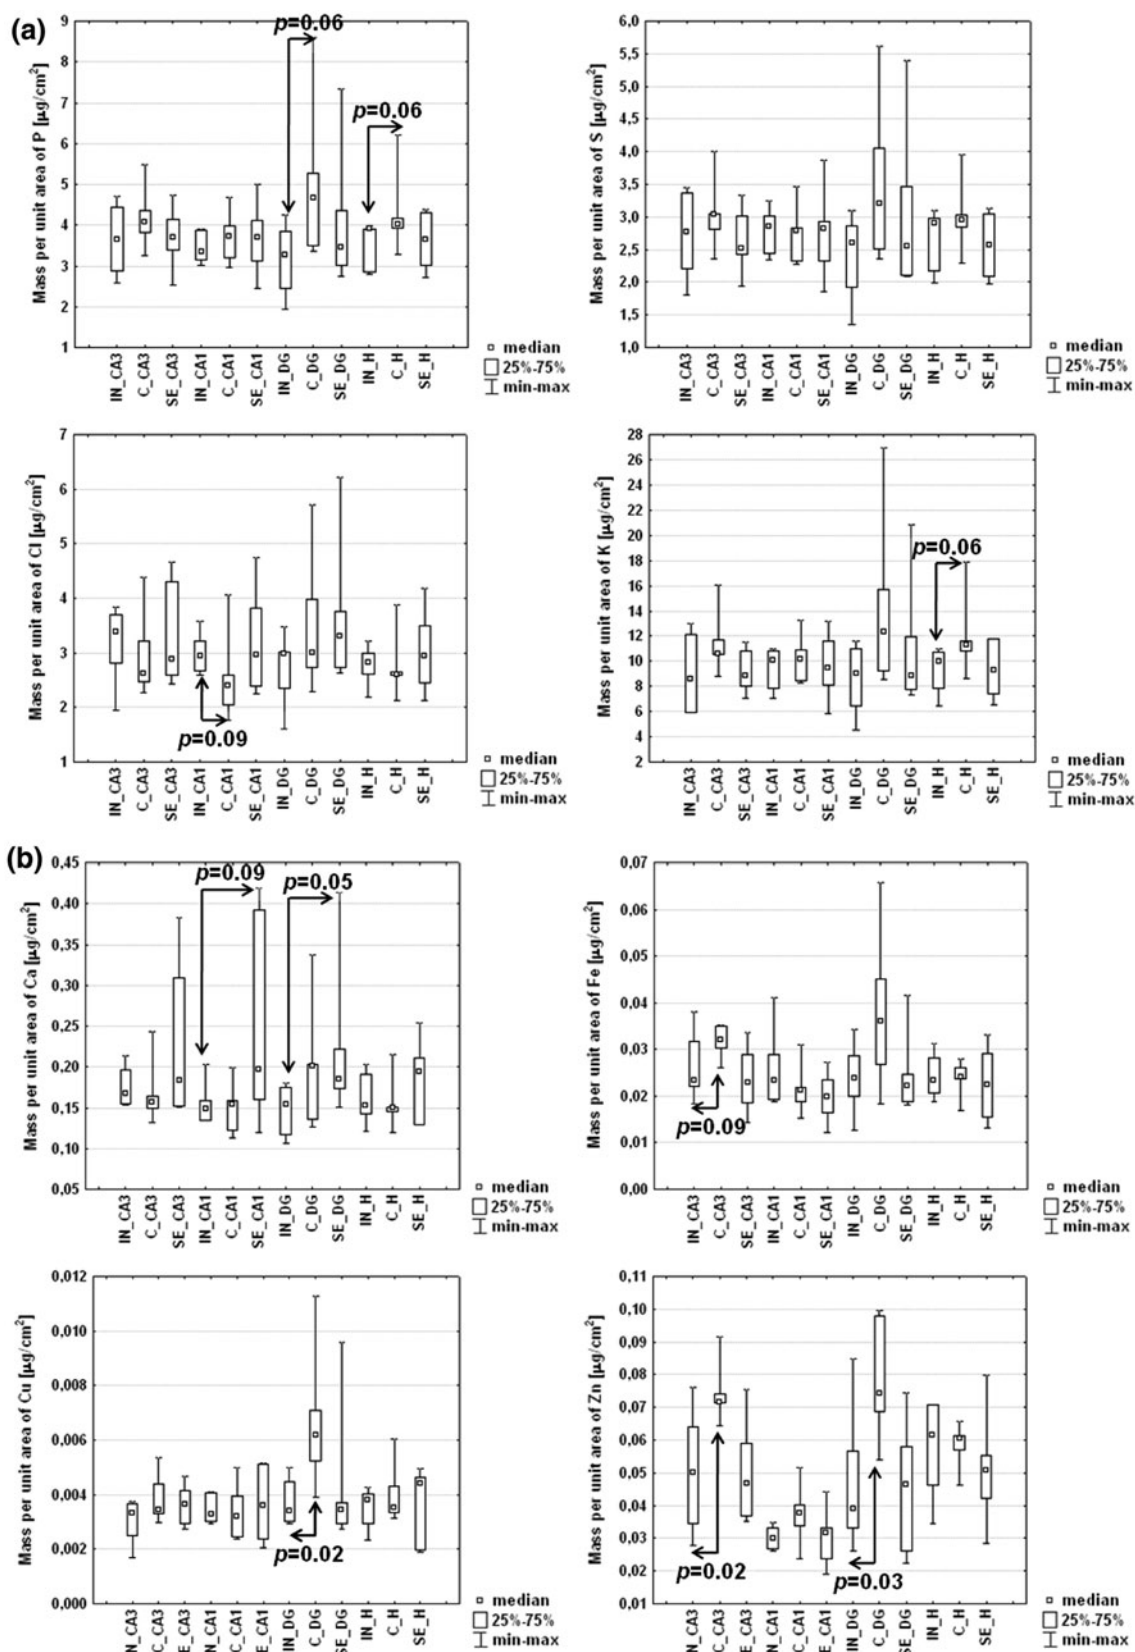 (a)
Mass per unit area of P [µg/cm²]
9
8
7
6
5
4
3
2
1
p=0.06
p=0.06
IN_CA3
C_CA3
SE_CA3
IN_CA1
C_CA1
SE_CA1
IN_DG
C_DG
SE_DG
IN_H
C_H
SE_H
median
25%-75%
min-max
Mass per unit area of S [µg/cm²]
6,0
5,5
5,0
4,5
4,0
3,5
3,0
2,5
2,0
1,5
1,0
IN_CA3
C_CA3
SE_CA3
IN_CA1
C_CA1
SE_CA1
IN_DG
C_DG
SE_DG
IN_H
C_H
SE_H
median
25%-75%
min-max
Mass per unit area of Cl [µg/cm²]
7
6
5
4
3
2
1
p=0.09
IN_CA3
C_CA3
SE_CA3
IN_CA1
C_CA1
SE_CA1
IN_DG
C_DG
SE_DG
IN_H
C_H
SE_H
median
25%-75%
min-max
Mass per unit area of K [µg/cm²]
28
26
24
22
20
18
16
14
12
10
8
6
4
2
p=0.06
IN_CA3
C_CA3
SE_CA3
IN_CA1
C_CA1
SE_CA1
IN_DG
C_DG
SE_DG
IN_H
C_H
SE_H
median
25%-75%
min-max
(b)
Mass per unit area of Ca [µg/cm²]
0,45
0,40
0,35
0,30
0,25
0,20
0,15
0,10
0,05
p=0.09
p=0.05
IN_CA3
C_CA3
SE_CA3
IN_CA1
C_CA1
SE_CA1
IN_DG
C_DG
SE_DG
IN_H
C_H
SE_H
median
25%-75%
min-max
Mass per unit area of Fe [µg/cm²]
0,07
0,06
0,05
0,04
0,03
0,02
0,01
0,00
p=0.09
IN_CA3
C_CA3
SE_CA3
IN_CA1
C_CA1
SE_CA1
IN_DG
C_DG
SE_DG
IN_H
C_H
SE_H
median
25%-75%
min-max
Mass per unit area of Cu [µg/cm²]
0,012
0,010
0,008
0,006
0,004
0,002
0,000
p=0.02
IN_CA3
C_CA3
SE_CA3
IN_CA1
C_CA1
SE_CA1
IN_DG
C_DG
SE_DG
IN_H
C_H
SE_H
median
25%-75%
min-max
Mass per unit area of Zn [µg/cm²]
0,11
0,10
0,09
0,08
0,07
0,06
0,05
0,04
0,03
0,02
0,01
p=0.02
p=0.03
IN_CA3
C_CA3
SE_CA3
IN_CA1
C_CA1
SE_CA1
IN_DG
C_DG
SE_DG
IN_H
C_H
SE_H
median
25%-75%
min-max